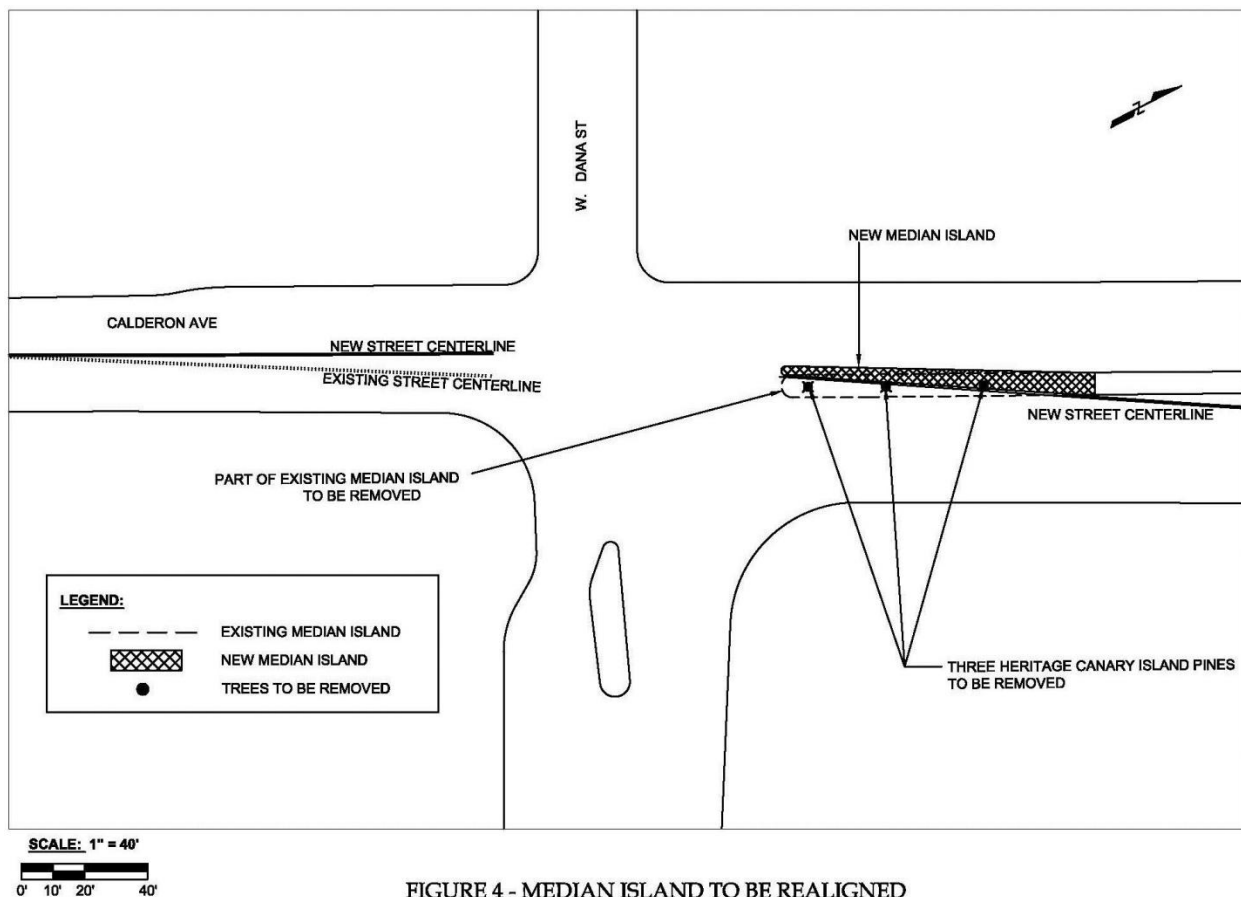 W. DANA ST
N
NEW MEDIAN ISLAND
CALDERON AVE
NEW STREET CENTERLINE
EXISTING STREET CENTERLINE
NEW STREET CENTERLINE
PART OF EXISTING MEDIAN ISLAND
TO BE REMOVED
LEGEND:
EXISTING MEDIAN ISLAND
NEW MEDIAN ISLAND
TREES TO BE REMOVED
THREE HERITAGE CANARY ISLAND PINES
TO BE REMOVED
SCALE: 1" = 40'
0' 10' 20' 40'
FIGURE 4 - MEDIAN ISLAND TO BE REALIGNED